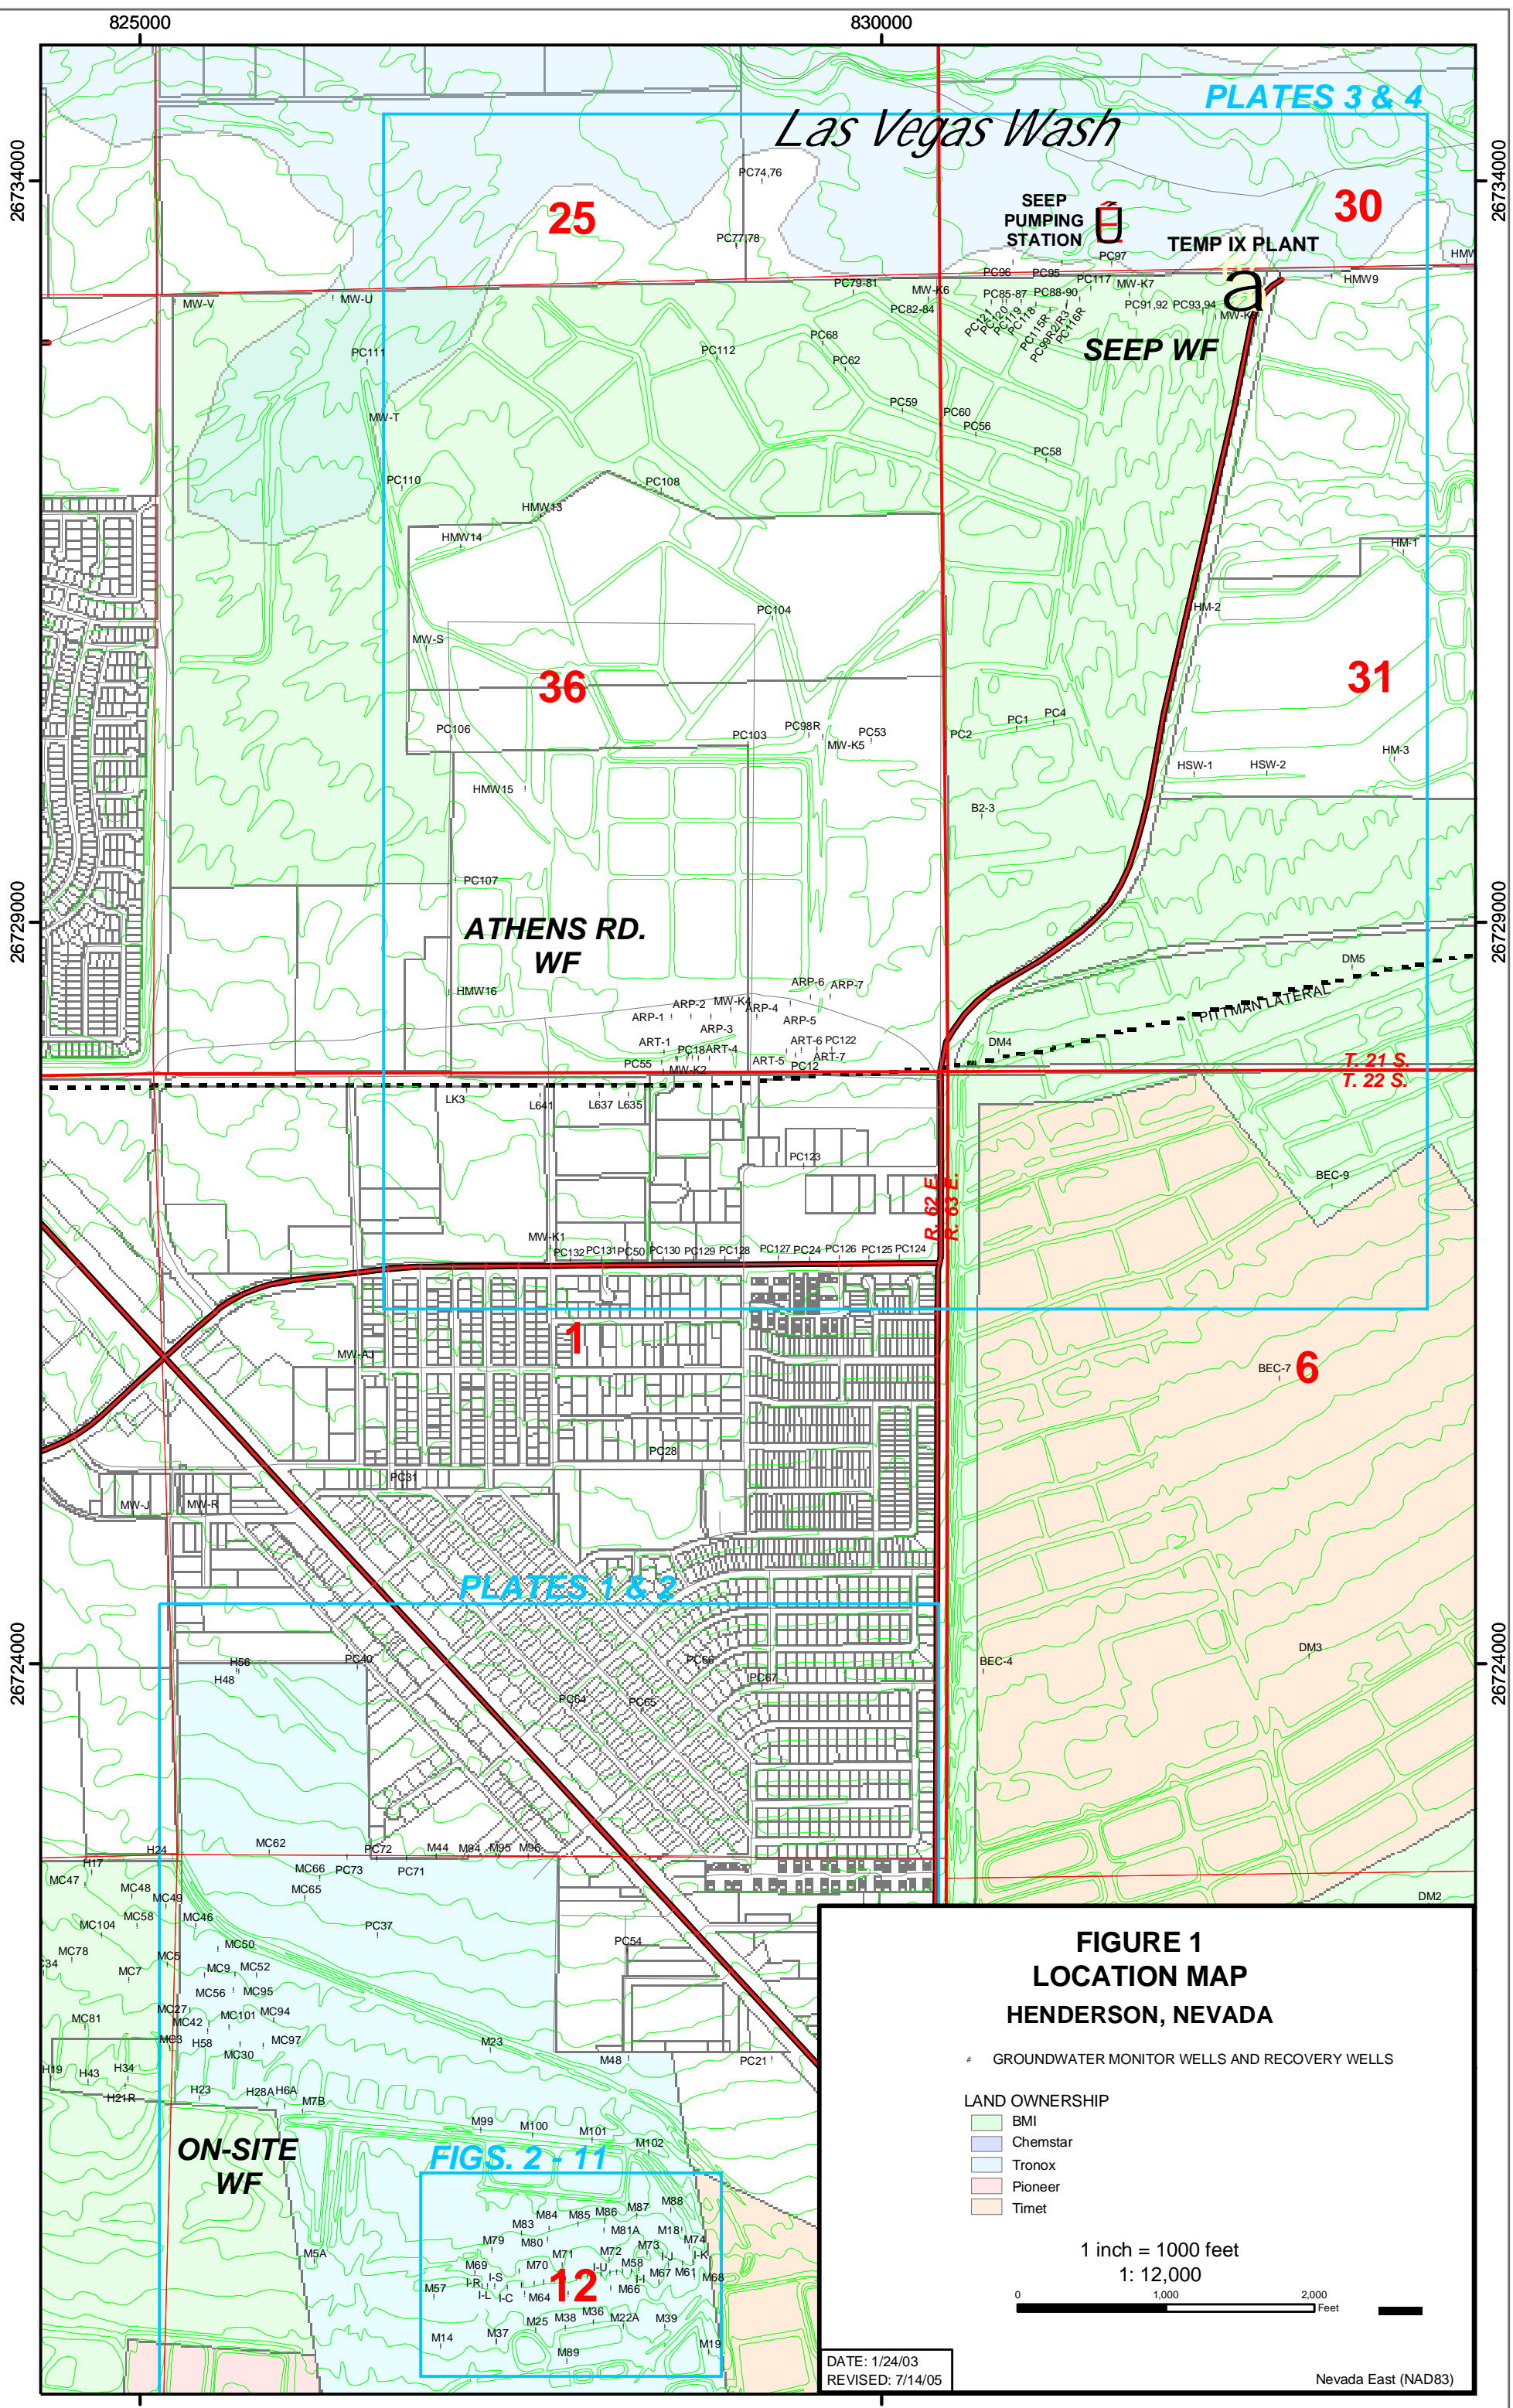 825000
830000
PLATES 3 & 4
Las Vegas Wash
26734000
26734000
PC74,76
25
30
SEEP
PUMPING
STATION
Ú
TEMP IX PLANT
a
PC77,78
PC97
HMW
PC96
PC95
PC117
HMW9
MW-V
MW-U
PC79-81
MW-K6
PC85-87
PC88-90
MW-K7
PC82-84
PC91,92
PC93,94
PC121
PC120
PC119
PC118
PC115R
PC99R2/R3
PC116R
SEEP WF
PC68
PC111
PC112
PC62
MW-T
PC59
PC60
PC56
PC58
PC110
PC108
HMW13
HMW14
HM-1
PC104
HM-2
MW-S
36
31
PC106
PC103
PC98R
MW-K5
PC53
PC2
PC1
PC4
HM-3
HMW15
HSW-1
HSW-2
B2-3
PC107
26729000
26729000
ATHENS RD.
WF
DM5
HMW16
ARP-6
ARP-7
ARP-2
MW-K4
ARP-4
ARP-1
ARP-3
ARP-5
PITTMAN LATERAL
ART-1
PC18
ART-4
ART-6
PC122
DM4
PC55
MW-K2
ART-5
ART-7
PC12
T. 21 S.
T. 22 S.
LK3
L641
L637
L635
PC123
BEC-9
R. 62 E.
R. 63 E.
MW-K1
PC132
PC131
PC50
PC130
PC129
PC128
PC127
PC24
PC126
PC125
PC124
1
MW-AJ
BEC-7
6
PC28
PC31
MW-J
MW-R
PLATES 1 & 2
26724000
26724000
H56
H48
PC40
PC66
PC67
BEC-4
DM3
PC64
PC65
H24
MC62
PC72
M44
M94
M95
M96
H17
MC66
PC73
PC71
MC47
MC48
MC49
MC65
DM2
MC58
MC46
MC104
PC37
PC54
MC78
MC5
MC50
C34
MC7
MC9
MC52
MC56
MC95
MC27
MC94
MC81
MC42
MC101
MC3
H58
MC97
M23
MC30
M48
PC21
H19
H43
H34
H21R
H23
H28A
H6A
M7B
M99
M100
M101
M102
ON-SITE
WF
FIGS. 2 - 11
M88
M87
M86
M85
M84
M83
M81A
M18
M74
M79
M80
M73
M5A
M72
M71
I-J
I-K
M69
M70
I-U
M58
M67
M61
M68
I-S
I-R
I-I
M57
12
M66
I-L
I-C
M64
M36
M38
M22A
M39
M25
M14
M37
M19
M89
FIGURE 1
LOCATION MAP
HENDERSON, NEVADA
# GROUNDWATER MONITOR WELLS AND RECOVERY WELLS
LAND OWNERSHIP
BMI
Chemstar
Tronox
Pioneer
Timet
1 inch = 1000 feet
1: 12,000
0 1,000 2,000
Feet
DATE: 1/24/03
REVISED: 7/14/05
Nevada East (NAD83)